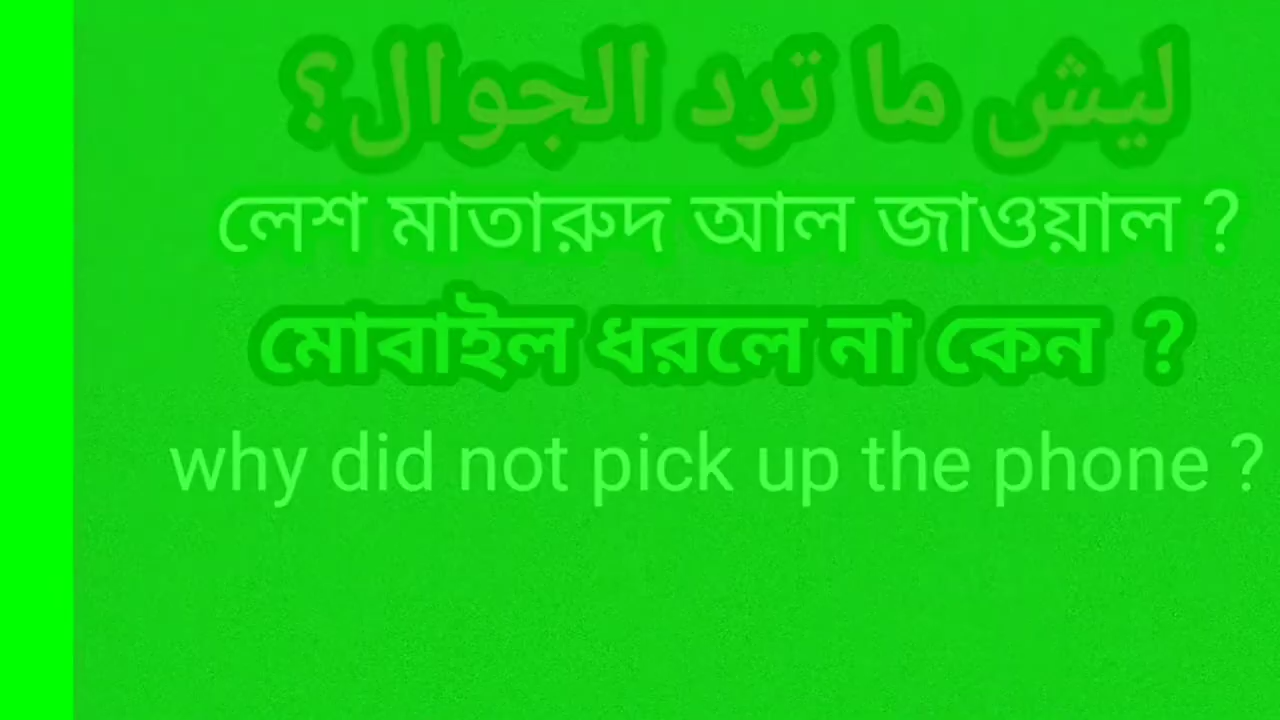 ليش ما ترد الجوال؟
লেশ মাতারুদ আল জাওয়াল ?
মোবাইল ধরলে না কেন ?
why did not pick up the phone ?